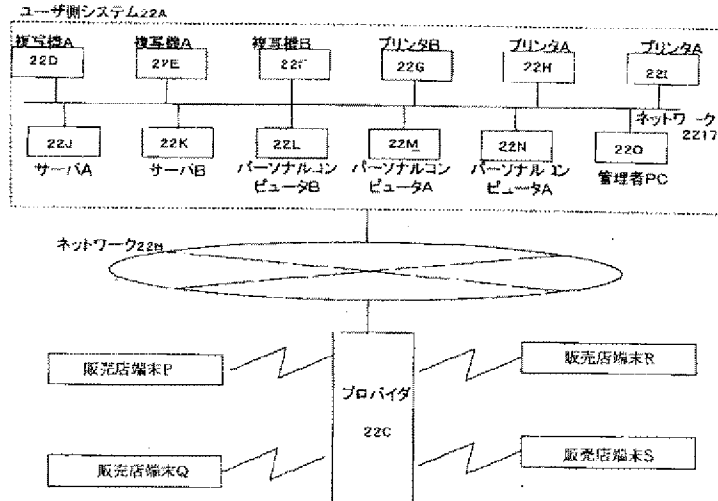 ユーザ側システム22A
複写機A
複写機A
複写機B
プリンタB
プリンタA
プリンタA
22D
22E
22F
22G
22H
22I
ネットワーク
2217
22J
22K
22L
22M
22N
22O
サーバA
サーバB
パーソナルコン
ピュータB
パーソナルコン
ピュータA
パーソナルコン
ピュータA
管理者PC
ネットワーク22B
販売店端末P
販売店端末R
プロバイダ
22C
販売店端末Q
販売店端末S